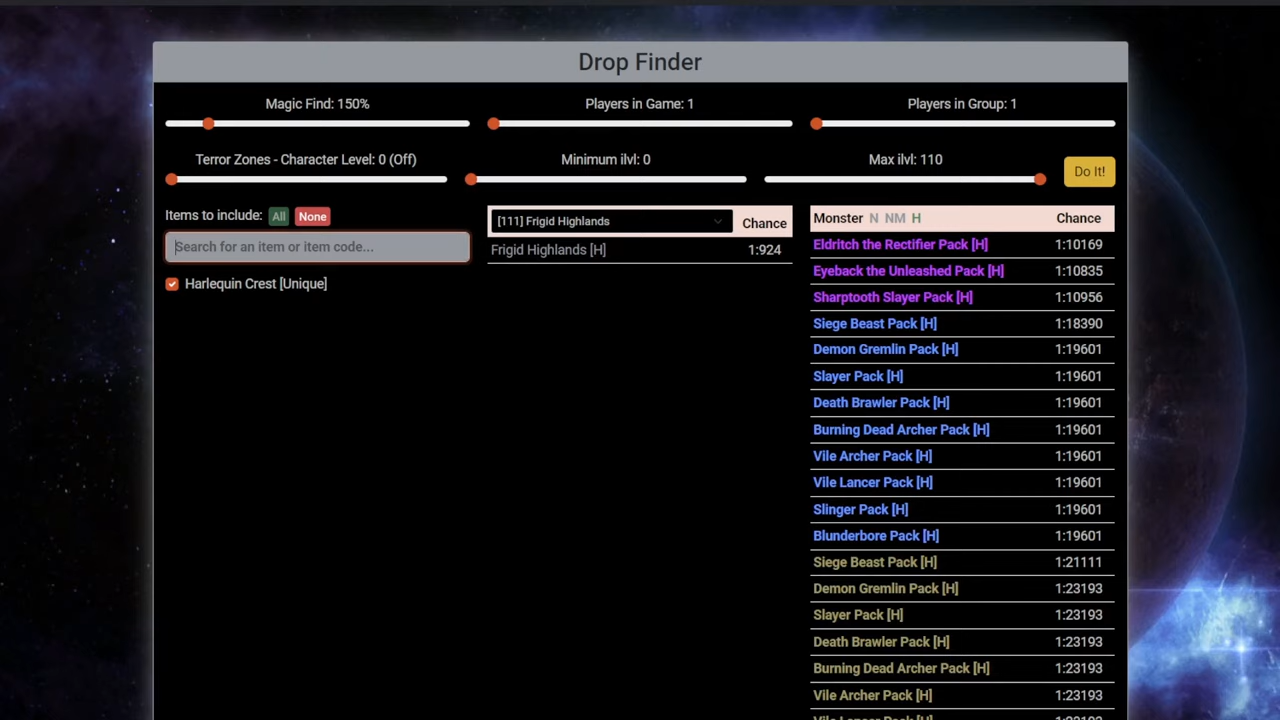 Drop Finder
Magic Find: 150%
Players in Game: 1
Players in Group: 1
Terror Zones - Character Level: 0 (Off)
Minimum ilvl: 0
Max ilvl: 110
Do It!
Items to include: All None
Search for an item or item code...
Harlequin Crest [Unique]
[111] Frigid Highlands Chance
Frigid Highlands [H] 1:924
Monster N NM H Chance
Eldritch the Rectifier Pack [H] 1:10169
Eyeback the Unleashed Pack [H] 1:10835
Sharptooth Slayer Pack [H] 1:10956
Siege Beast Pack [H] 1:18390
Demon Gremlin Pack [H] 1:19601
Slayer Pack [H] 1:19601
Death Brawler Pack [H] 1:19601
Burning Dead Archer Pack [H] 1:19601
Vile Archer Pack [H] 1:19601
Vile Lancer Pack [H] 1:19601
Slinger Pack [H] 1:19601
Blunderbore Pack [H] 1:19601
Siege Beast Pack [H] 1:21111
Demon Gremlin Pack [H] 1:23193
Slayer Pack [H] 1:23193
Death Brawler Pack [H] 1:23193
Burning Dead Archer Pack [H] 1:23193
Vile Archer Pack [H] 1:23193